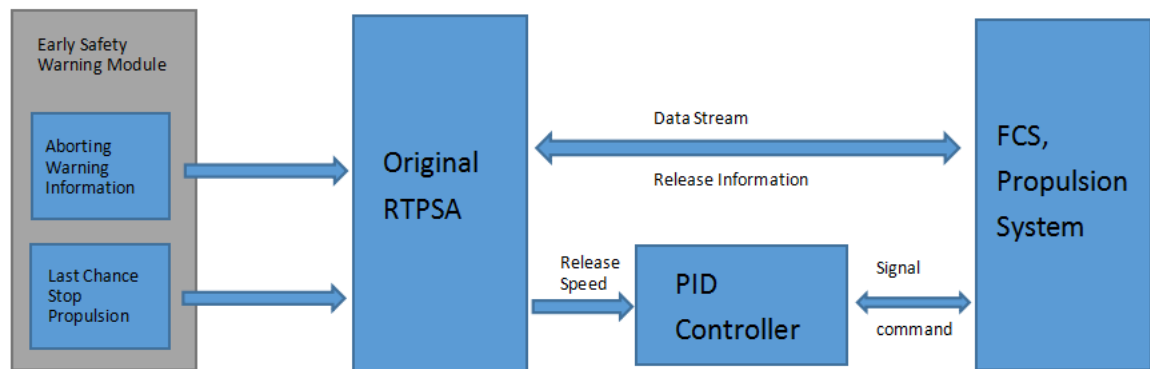 Early Safety
Warning Module
Aborting
Warning
Information
Last Chance
Stop
Propulsion
Original
RTPSA
Data Stream
Release Information
Release
Speed
PID
Controller
Signal
command
FCS,
Propulsion
System